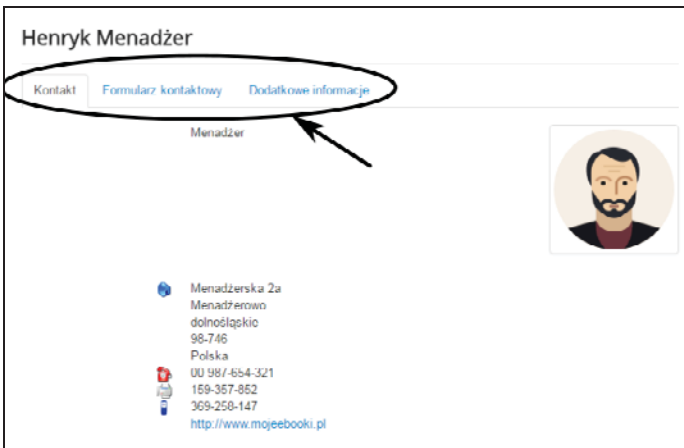 Henryk Menadżer
Kontakt Formularz kontaktowy Dodatkowe informacje
Menadżer
Menadżerska 2a
Menadżerowo
dolnośląskie
98-746
Polska
00 987-654-321
159-357-852
369-258-147
http://www.mojeebooki.pl